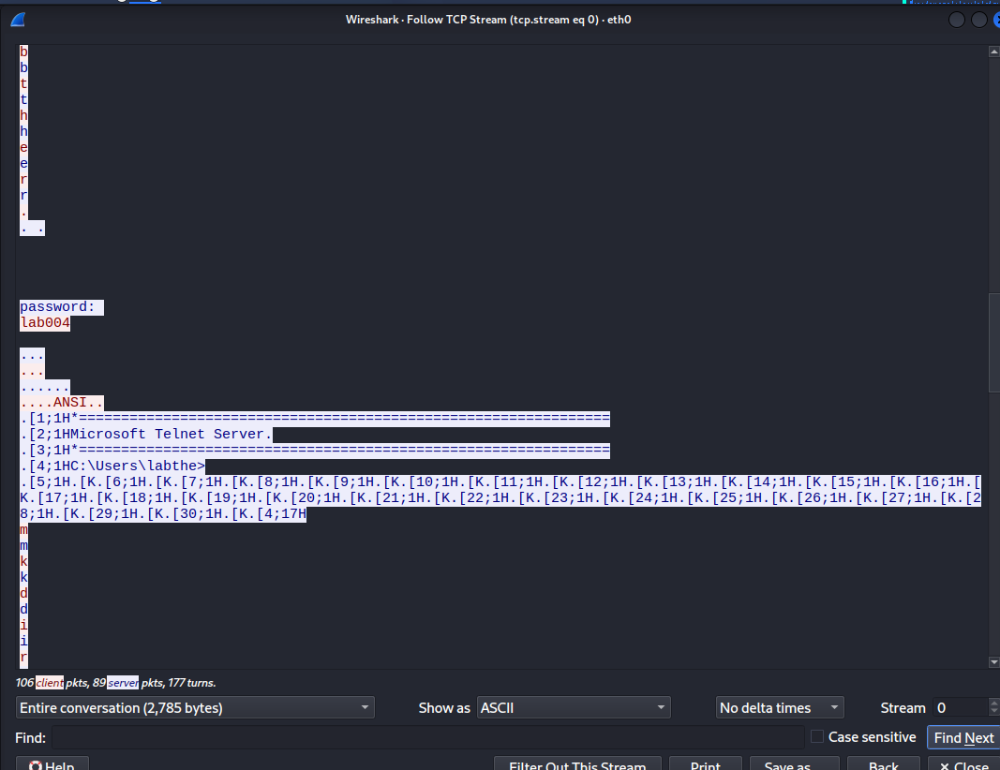 Wireshark · Follow TCP Stream (tcp.stream eq 0) · eth0
b
b
t
t
h
h
e
e
r
r
.
. .
password:
lab004
...
...
......
....ANSI..
.[1;1H*===============================================================
.[2;1HMicrosoft Telnet Server.
.[3;1H*===============================================================
.[4;1HC:\Users\labthe>
.[5;1H.[K.[6;1H.[K.[7;1H.[K.[8;1H.[K.[9;1H.[K.[10;1H.[K.[11;1H.[K.[12;1H.[K.[13;1H.[K.[14;1H.[K.[15;1H.[K.[16;1H.[
K.[17;1H.[K.[18;1H.[K.[19;1H.[K.[20;1H.[K.[21;1H.[K.[22;1H.[K.[23;1H.[K.[24;1H.[K.[25;1H.[K.[26;1H.[K.[27;1H.[K.[2
8;1H.[K.[29;1H.[K.[30;1H.[K.[4;17H
m
m
k
k
d
d
i
i
r
106 client pkts, 89 server pkts, 177 turns.
Entire conversation (2,785 bytes) Show as ASCII No delta times Stream 0
Find: Case sensitive Find Next
Help Filter Out This Stream Print Save as Back × Close